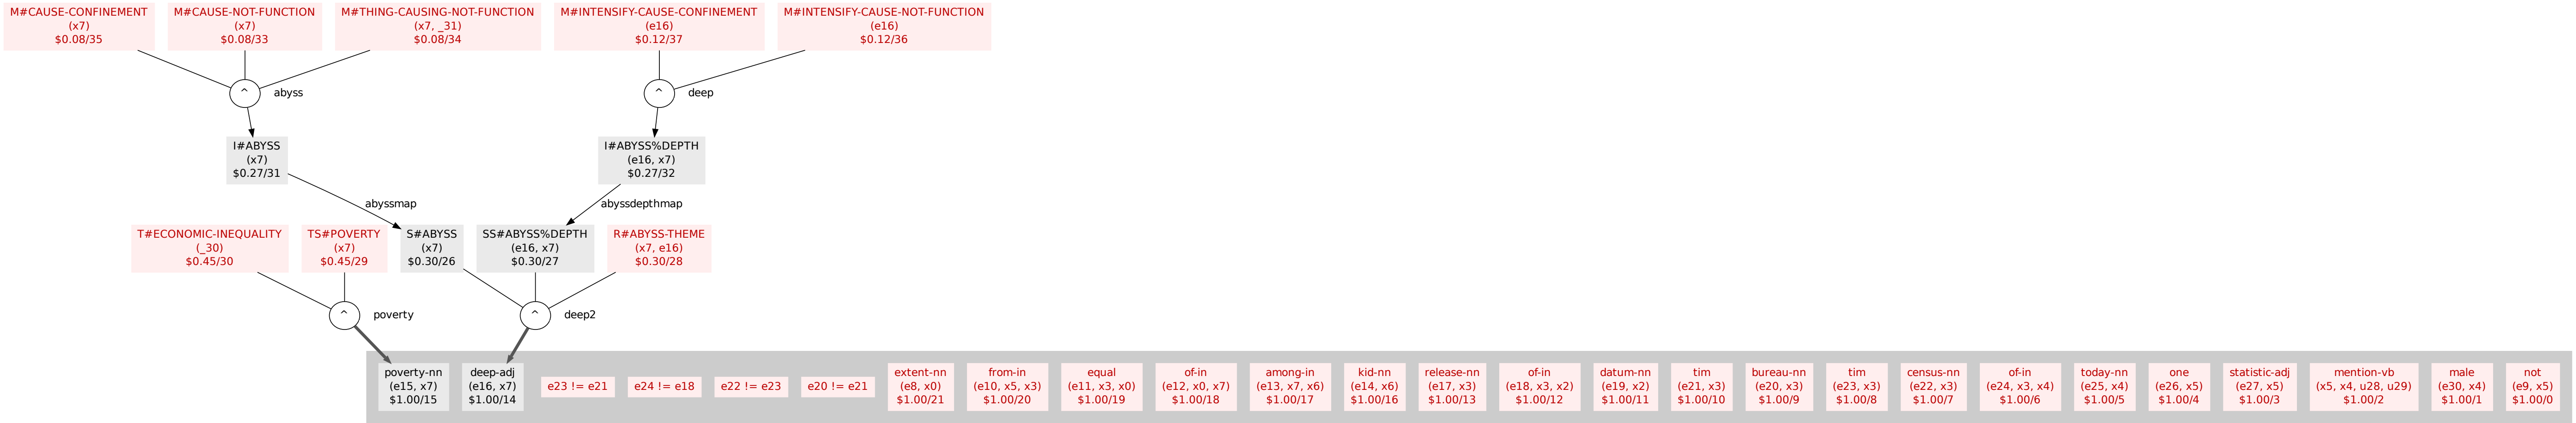 M#CAUSE-CONFINEMENT
(x7)
$0.08/35
M#CAUSE-NOT-FUNCTION
(x7)
$0.08/33
M#THING-CAUSING-NOT-FUNCTION
(x7, _31)
$0.08/34
M#INTENSIFY-CAUSE-CONFINEMENT
(e16)
$0.12/37
M#INTENSIFY-CAUSE-NOT-FUNCTION
(e16)
$0.12/36
^
abyss
^
deep
I#ABYSS
(x7)
$0.27/31
I#ABYSS%DEPTH
(e16, x7)
$0.27/32
abyssmap
abyssdepthmap
T#ECONOMIC-INEQUALITY
(_30)
$0.45/30
TS#POVERTY
(x7)
$0.45/29
S#ABYSS
(x7)
$0.30/26
SS#ABYSS%DEPTH
(e16, x7)
$0.30/27
R#ABYSS-THEME
(x7, e16)
$0.30/28
^
poverty
^
deep2
poverty-nn
(e15, x7)
$1.00/15
deep-adj
(e16, x7)
$1.00/14
e23 != e21
e24 != e18
e22 != e23
e20 != e21
extent-nn
(e8, x0)
$1.00/21
from-in
(e10, x5, x3)
$1.00/20
equal
(e11, x3, x0)
$1.00/19
of-in
(e12, x0, x7)
$1.00/18
among-in
(e13, x7, x6)
$1.00/17
kid-nn
(e14, x6)
$1.00/16
release-nn
(e17, x3)
$1.00/13
of-in
(e18, x3, x2)
$1.00/12
datum-nn
(e19, x2)
$1.00/11
tim
(e21, x3)
$1.00/10
bureau-nn
(e20, x3)
$1.00/9
tim
(e23, x3)
$1.00/8
census-nn
(e22, x3)
$1.00/7
of-in
(e24, x3, x4)
$1.00/6
today-nn
(e25, x4)
$1.00/5
one
(e26, x5)
$1.00/4
statistic-adj
(e27, x5)
$1.00/3
mention-vb
(x5, x4, u28, u29)
$1.00/2
male
(e30, x4)
$1.00/1
not
(e9, x5)
$1.00/0